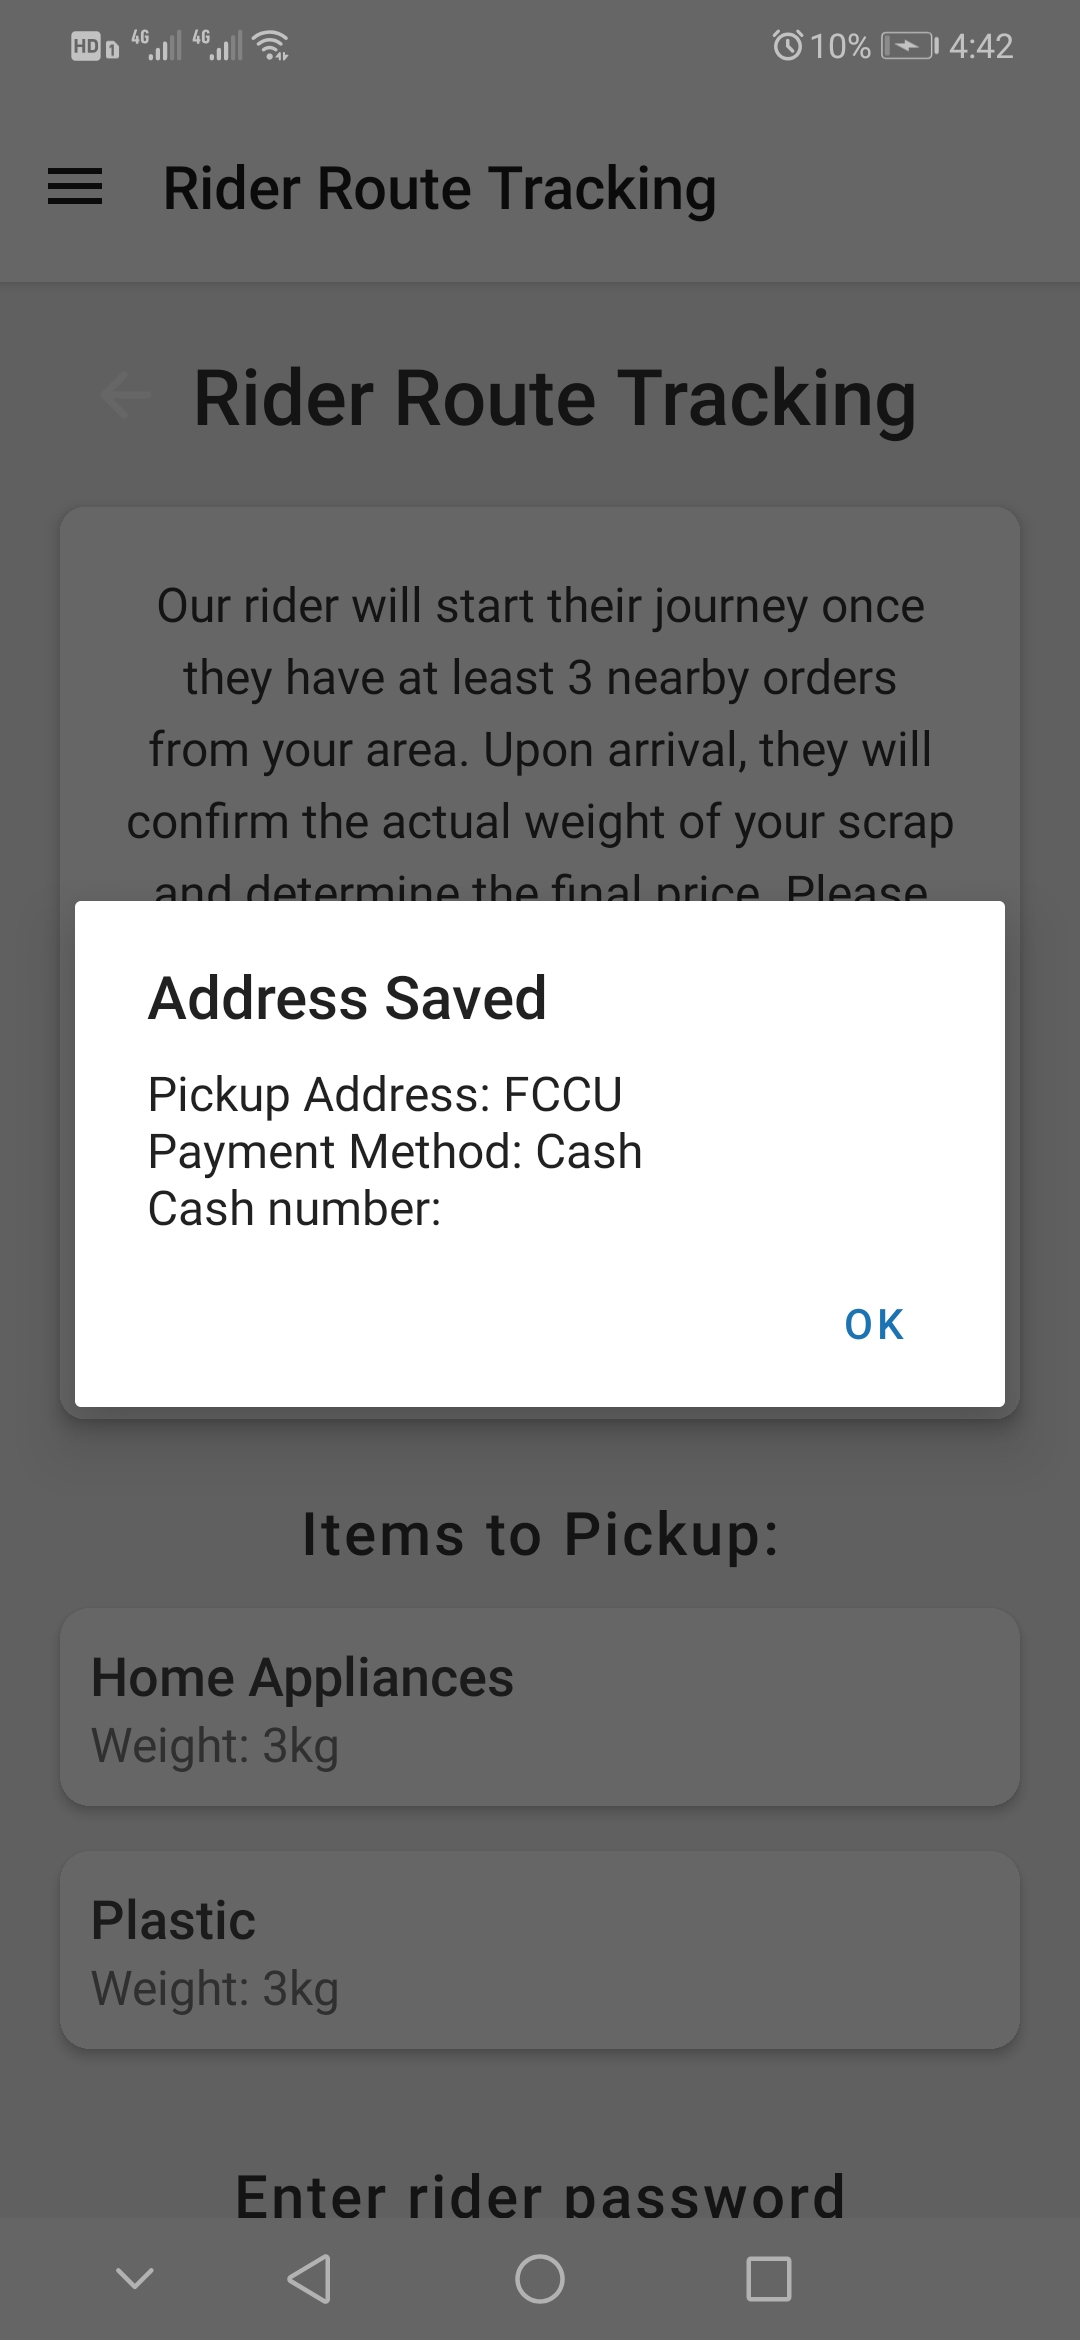 HD 1 4G 4G 10% 4:42
Rider Route Tracking
Rider Route Tracking
Our rider will start their journey once
they have at least 3 nearby orders
from your area. Upon arrival, they will
confirm the actual weight of your scrap
and determine the final price. Please
Address Saved
Pickup Address: FCCU
Payment Method: Cash
Cash number:
OK
Items to Pickup:
Home Appliances
Weight: 3kg
Plastic
Weight: 3kg
Enter rider password